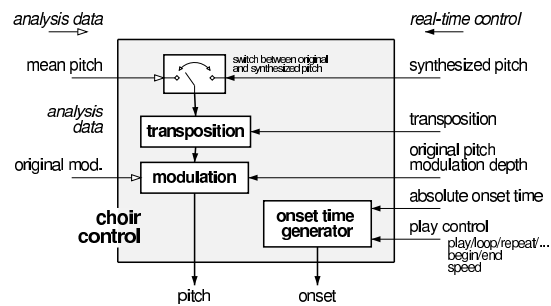 analysis data
real-time control
mean pitch
switch between original
and synthesized pitch
synthesized pitch
analysis
data
transposition
transposition
original mod.
modulation
original pitch
modulation depth
choir
control
onset time
generator
absolute onset time
play control
play/loop/repeat/...
begin/end
speed
pitch
onset